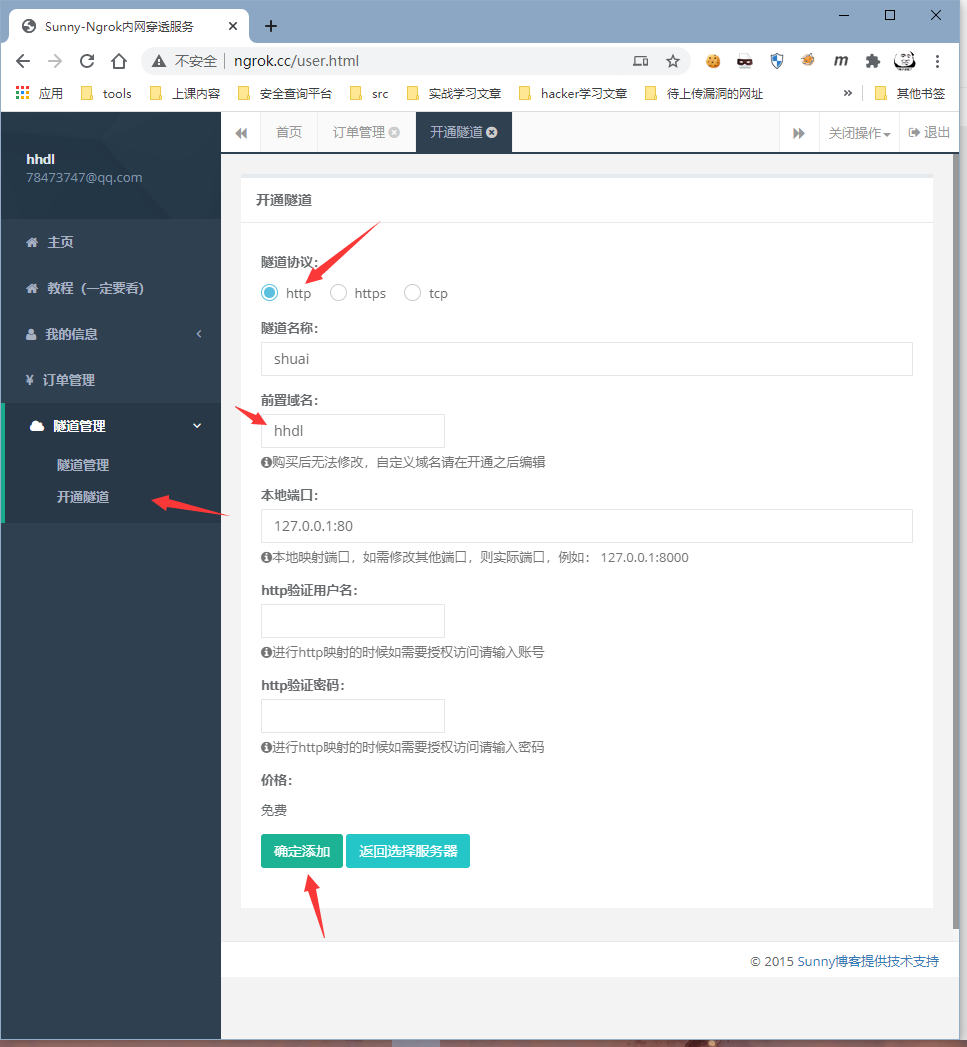 Sunny-Ngrok内网穿透服务
不安全 ngrok.cc/user.html
应用 tools 上课内容 安全查询平台 src 实战学习文章 hacker学习文章 待上传漏洞的网址 » 其他书签
hhdl
78473747@qq.com
主页
教程（一定要看）
我的信息
¥ 订单管理
隧道管理
隧道管理
开通隧道
首页 订单管理 开通隧道 关闭操作 退出
开通隧道
隧道协议:
http https tcp
隧道名称:
shuai
前置域名:
hhdl
购买后无法修改，自定义域名请在开通之后编辑
本地端口:
127.0.0.1:80
本地映射端口，如需修改其他端口，则实际端口，例如： 127.0.0.1:8000
http验证用户名:
进行http映射的时候如需要授权访问请输入账号
http验证密码:
进行http映射的时候如需要授权访问请输入密码
价格:
免费
确定添加 返回选择服务器
© 2015 Sunny博客提供技术支持